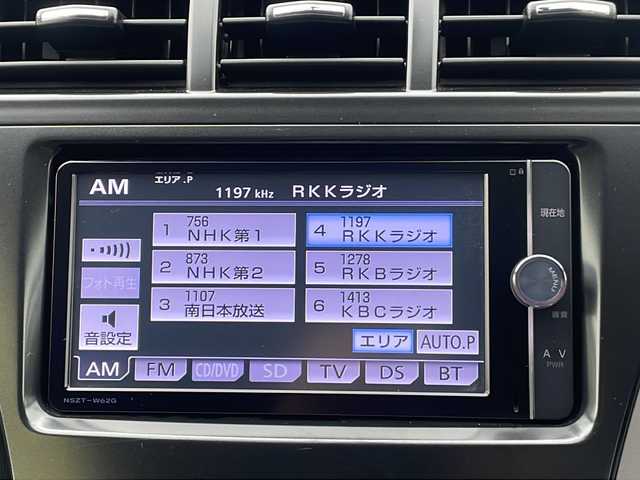 AM エリア.P
1197 kHz RKKラジオ
1 756 NHK第1
4 1197 RKKラジオ
2 873 NHK第2
5 1278 RKBラジオ
3 1107 南日本放送
6 1413 KBCラジオ
フォト再生
音設定
エリア AUTO.P
AM FM CD/DVD SD TV DS BT
NSZT-W62G
現在地
MENU
音量
∧ ∨
PWR